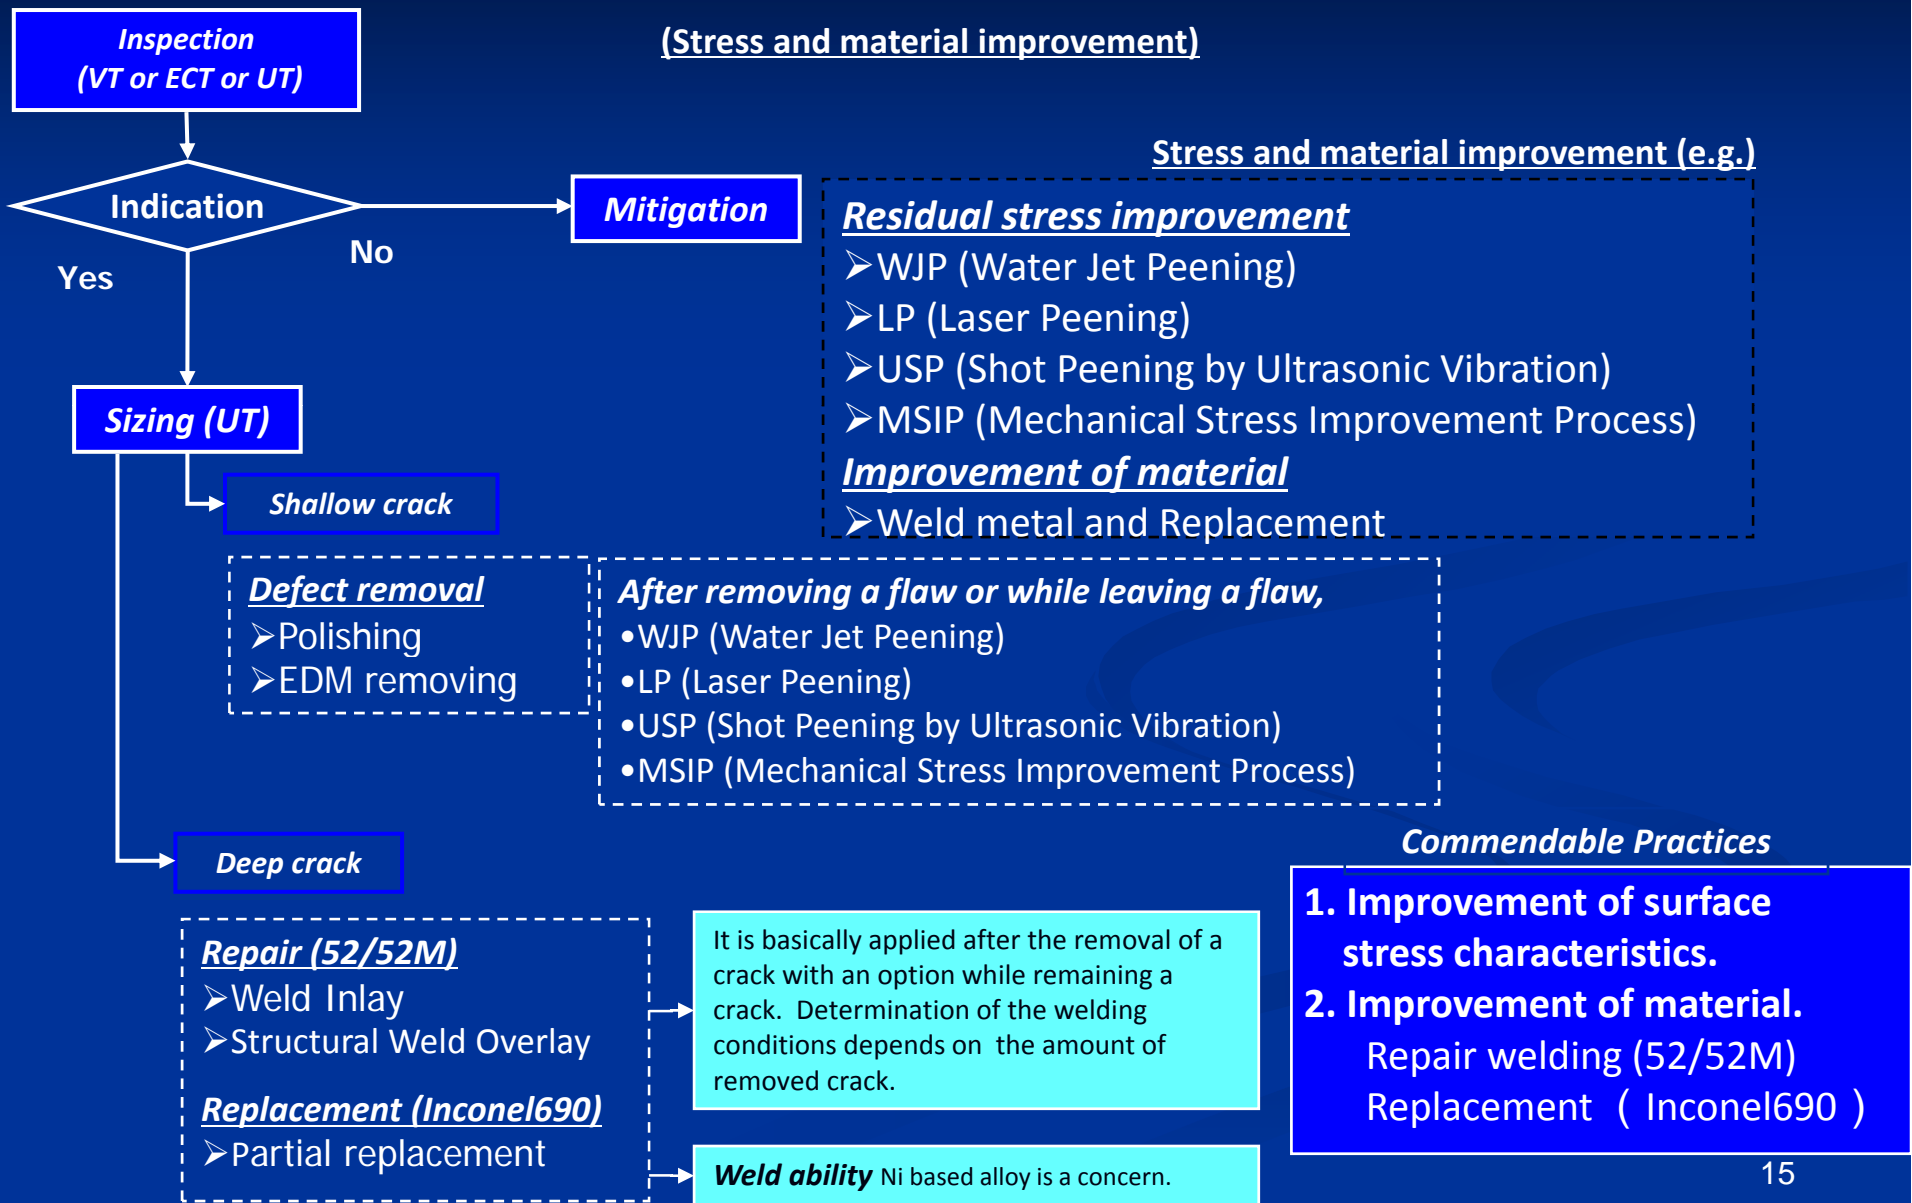 Inspection
(VT or ECT or UT)
(Stress and material improvement)
Indication
No
Yes
Mitigation
Stress and material improvement (e.g.)
Residual stress improvement
➢WJP (Water Jet Peening)
➢LP (Laser Peening)
➢USP (Shot Peening by Ultrasonic Vibration)
➢MSIP (Mechanical Stress Improvement Process)
Improvement of material
➢Weld metal and Replacement
Sizing (UT)
Shallow crack
Defect removal
➢Polishing
➢EDM removing
After removing a flaw or while leaving a flaw,
•WJP (Water Jet Peening)
•LP (Laser Peening)
•USP (Shot Peening by Ultrasonic Vibration)
•MSIP (Mechanical Stress Improvement Process)
Deep crack
Repair (52/52M)
➢Weld Inlay
➢Structural Weld Overlay
Replacement (Inconel690)
➢Partial replacement
It is basically applied after the removal of a
crack with an option while remaining a
crack. Determination of the welding
conditions depends on the amount of
removed crack.
Weld ability Ni based alloy is a concern.
Commendable Practices
1. Improvement of surface
stress characteristics.
2. Improvement of material.
Repair welding (52/52M)
Replacement ( Inconel690 )
15